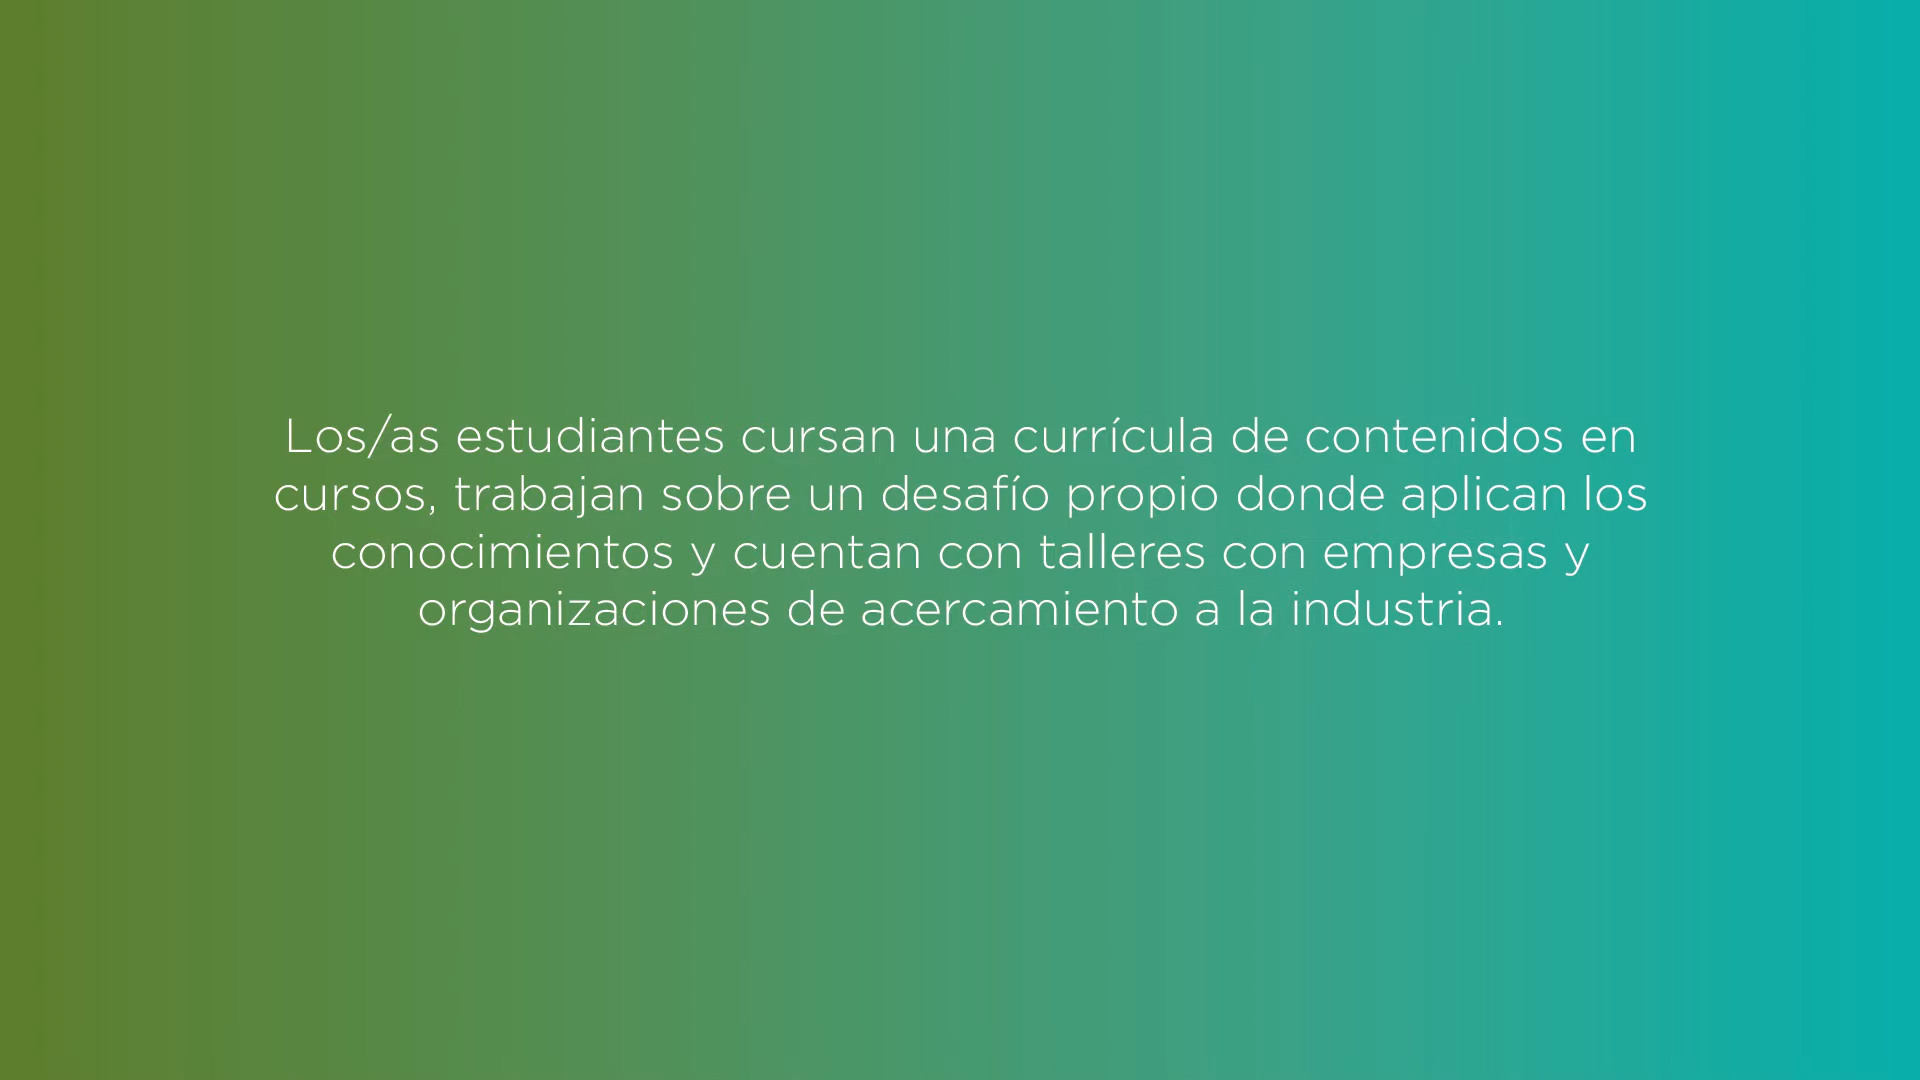 Los/as estudiantes cursan una currícula de contenidos en
cursos, trabajan sobre un desafío propio donde aplican los
conocimientos y cuentan con talleres con empresas y
organizaciones de acercamiento a la industria.